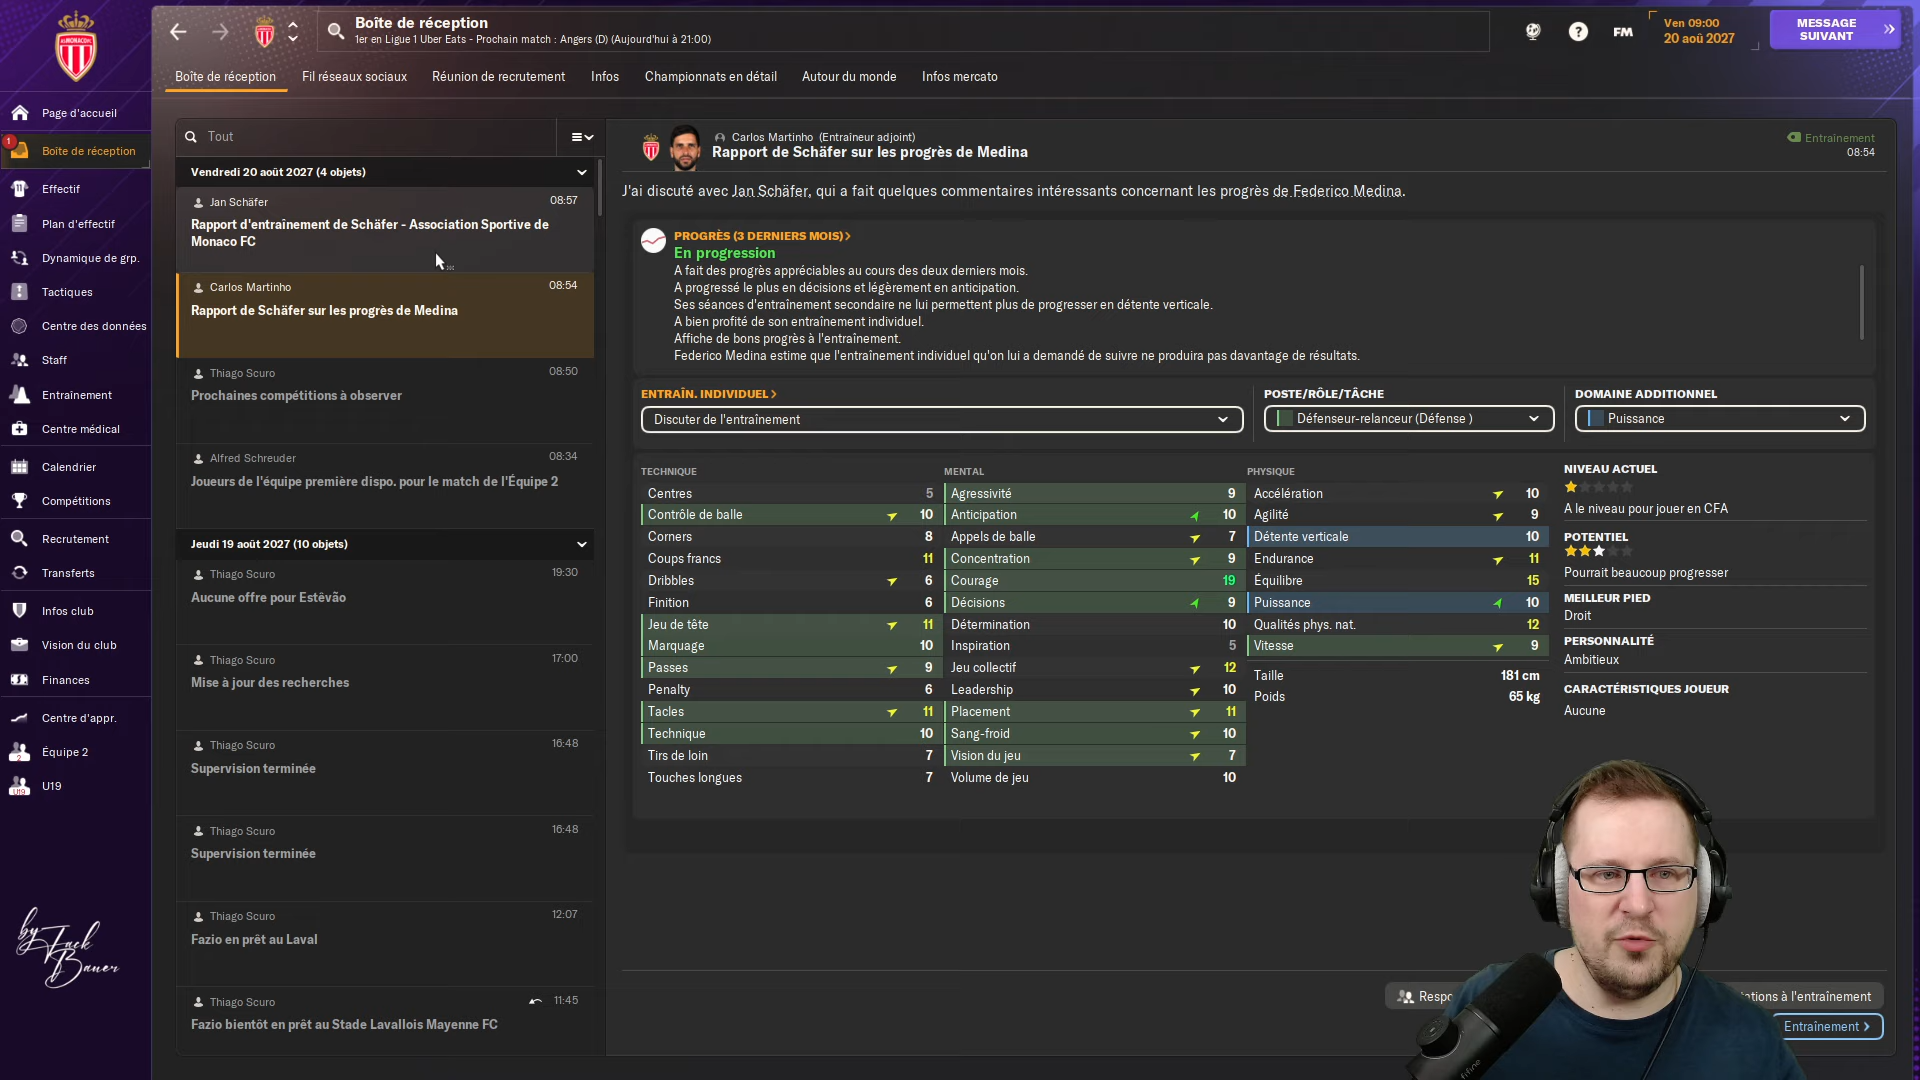 Boîte de réception
1er en Ligue 1 Uber Eats - Prochain match : Angers (D) (Aujourd'hui à 21:00)
FM
Ven 09:00
20 aoû 2027
MESSAGE
SUIVANT
Boîte de réception
Fil réseaux sociaux
Réunion de recrutement
Infos
Championnats en détail
Autour du monde
Infos mercato
Page d'accueil
1
Boîte de réception
Effectif
Plan d'effectif
Dynamique de grp.
Tactiques
Centre des données
Staff
Entraînement
Centre médical
Calendrier
Compétitions
Recrutement
Transferts
Infos club
Vision du club
Finances
Centre d'appr.
Équipe 2
U19
by Jack
Bauer
Tout
Vendredi 20 août 2027 (4 objets)
Jan Schäfer 08:57
Rapport d'entraînement de Schäfer - Association Sportive de
Monaco FC
Carlos Martinho 08:54
Rapport de Schäfer sur les progrès de Medina
Thiago Scuro 08:50
Prochaines compétitions à observer
Alfred Schreuder 08:34
Joueurs de l'équipe première dispo. pour le match de l'Équipe 2
Jeudi 19 août 2027 (10 objets)
Thiago Scuro 19:30
Aucune offre pour Estêvão
Thiago Scuro 17:00
Mise à jour des recherches
Thiago Scuro 16:48
Supervision terminée
Thiago Scuro 16:48
Supervision terminée
Thiago Scuro 12:07
Fazio en prêt au Laval
Thiago Scuro 11:45
Fazio bientôt en prêt au Stade Lavallois Mayenne FC
Carlos Martinho (Entraîneur adjoint)
Rapport de Schäfer sur les progrès de Medina
Entraînement
08:54
J'ai discuté avec Jan Schäfer, qui a fait quelques commentaires intéressants concernant les progrès de Federico Medina.
PROGRÈS (3 DERNIERS MOIS)
En progression
A fait des progrès appréciables au cours des deux derniers mois.
A progressé le plus en décisions et légèrement en anticipation.
Ses séances d'entraînement secondaire ne lui permettent plus de progresser en détente verticale.
A bien profité de son entraînement individuel.
Affiche de bons progrès à l'entraînement.
Federico Medina estime que l'entraînement individuel qu'on lui a demandé de suivre ne produira pas davantage de résultats.
ENTRAÎN. INDIVIDUEL
Discuter de l'entraînement
POSTE/RÔLE/TÂCHE
Défenseur-relanceur (Défense )
DOMAINE ADDITIONNEL
Puissance
TECHNIQUE
Centres 5
Contrôle de balle 10
Corners 8
Coups francs 11
Dribbles 6
Finition 6
Jeu de tête 11
Marquage 10
Passes 9
Penalty 6
Tacles 11
Technique 10
Tirs de loin 7
Touches longues 7
MENTAL
Agressivité 9
Anticipation 10
Appels de balle 7
Concentration 9
Courage 19
Décisions 9
Détermination 10
Inspiration 5
Jeu collectif 12
Leadership 10
Placement 11
Sang-froid 10
Vision du jeu 7
Volume de jeu 10
PHYSIQUE
Accélération 10
Agilité 9
Détente verticale 10
Endurance 11
Équilibre 15
Puissance 10
Qualités phys. nat. 12
Vitesse 9
Taille 181 cm
Poids 65 kg
NIVEAU ACTUEL
A le niveau pour jouer en CFA
POTENTIEL
Pourrait beaucoup progresser
MEILLEUR PIED
Droit
PERSONNALITÉ
Ambitieux
CARACTÉRISTIQUES JOUEUR
Aucune
à l'entraînement
Entraînement
fifine